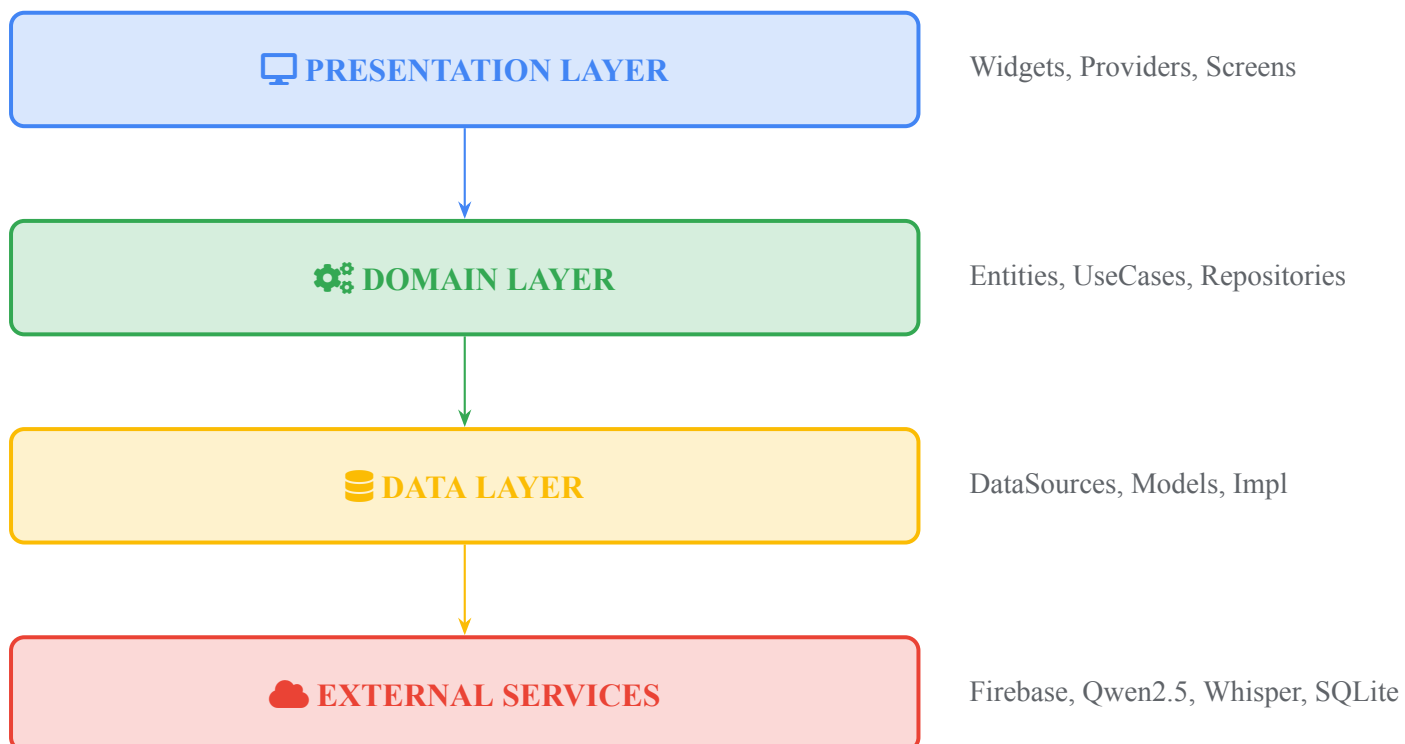 PRESENTATION LAYER
Widgets, Providers, Screens
DOMAIN LAYER
Entities, UseCases, Repositories
DATA LAYER
DataSources, Models, Impl
EXTERNAL SERVICES
Firebase, Qwen2.5, Whisper, SQLite